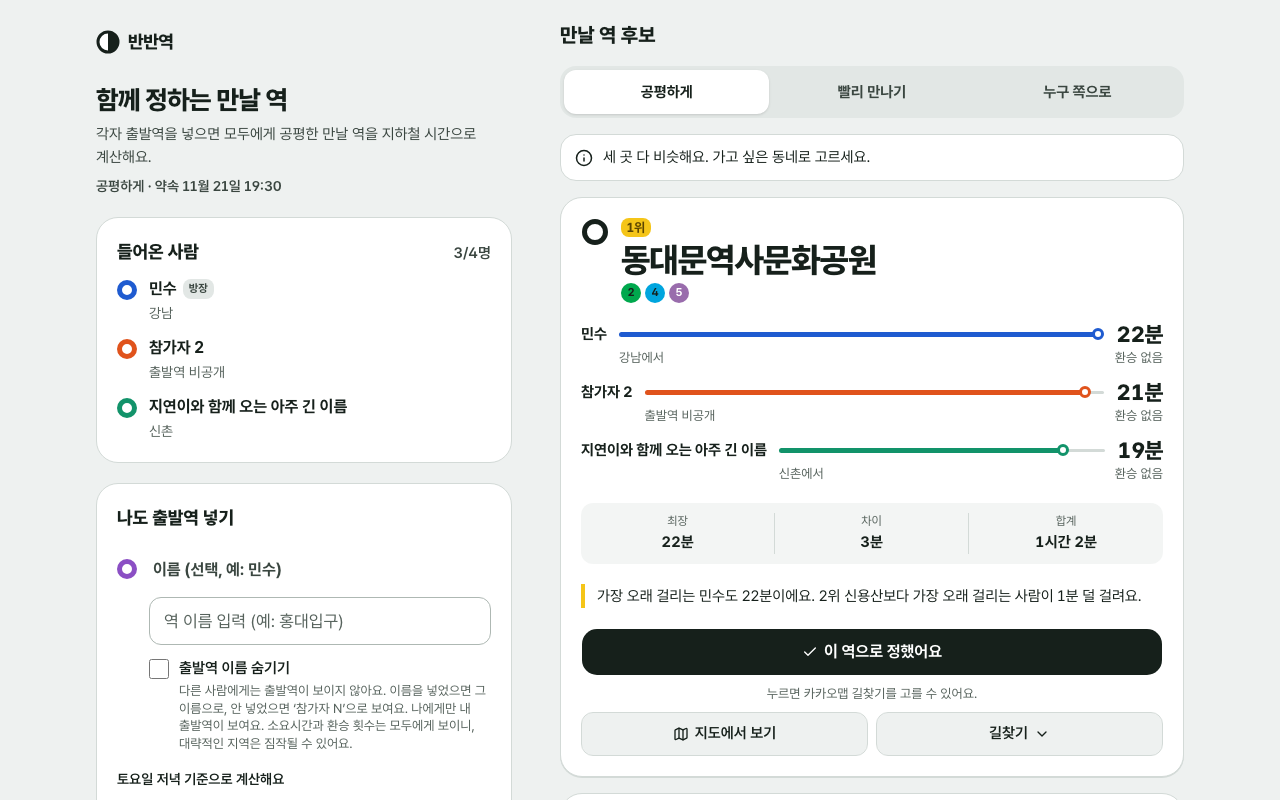 반반역
함께 정하는 만날 역
각자 출발역을 넣으면 모두에게 공평한 만날 역을 지하철 시간으로
계산해요.
공평하게 · 약속 11월 21일 19:30
들어온 사람
3/4명
민수 방장
강남
참가자 2
출발역 비공개
지연이와 함께 오는 아주 긴 이름
신촌
나도 출발역 넣기
이름 (선택, 예: 민수)
역 이름 입력 (예: 홍대입구)
출발역 이름 숨기기
다른 사람에게는 출발역이 보이지 않아요. 이름을 넣었으면 그
이름으로, 안 넣었으면 '참가자 N'으로 보여요. 나에게만 내
출발역이 보여요. 소요시간과 환승 횟수는 모두에게 보이니,
대략적인 지역은 짐작될 수 있어요.
토요일 저녁 기준으로 계산해요
만날 역 후보
공평하게
빨리 만나기
누구 쪽으로
세 곳 다 비슷해요. 가고 싶은 동네로 고르세요.
1위
동대문역사문화공원
2 4 5
민수
22분
강남에서
환승 없음
참가자 2
21분
출발역 비공개
환승 없음
지연이와 함께 오는 아주 긴 이름
19분
신촌에서
환승 없음
최장
22분
차이
3분
합계
1시간 2분
가장 오래 걸리는 민수도 22분이에요. 2위 신용산보다 가장 오래 걸리는 사람이 1분 덜 걸려요.
이 역으로 정했어요
누르면 카카오맵 길찾기를 고를 수 있어요.
지도에서 보기
길찾기